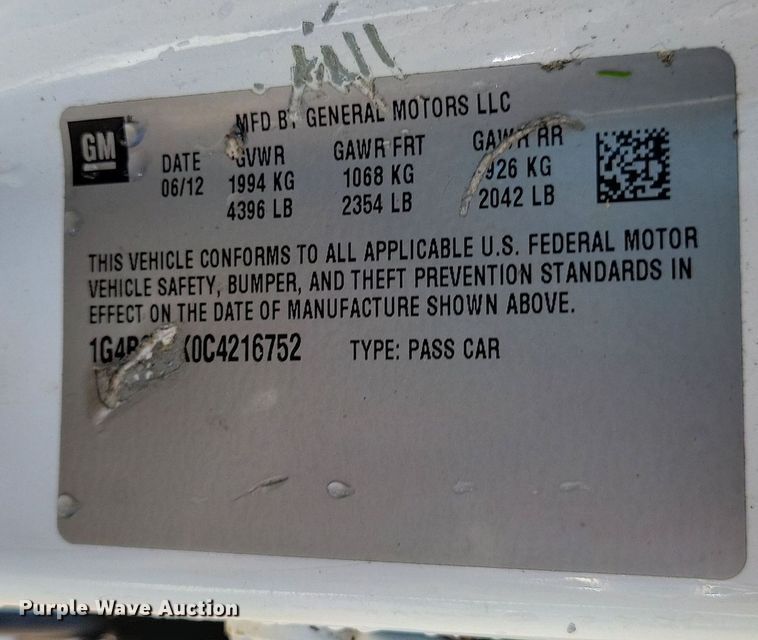 GM
MFD BY GENERAL MOTORS LLC
DATE GVWR GAWR FRT GAWR RR
06/12 1994 KG 1068 KG 926 KG
4396 LB 2354 LB 2042 LB
THIS VEHICLE CONFORMS TO ALL APPLICABLE U.S. FEDERAL MOTOR
VEHICLE SAFETY, BUMPER, AND THEFT PREVENTION STANDARDS IN
EFFECT ON THE DATE OF MANUFACTURE SHOWN ABOVE.
0C4216752 TYPE: PASS CAR
Purple Wave Auction